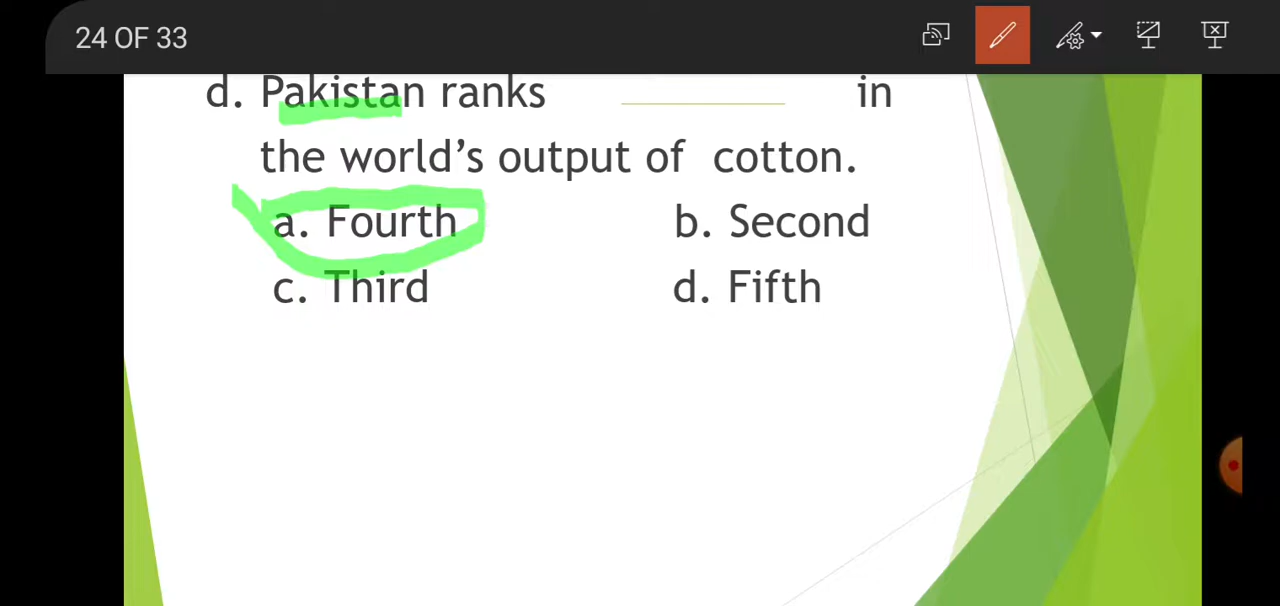 24 OF 33
d. Pakistan ranks in
the world's output of cotton.
a. Fourth b. Second
c. Third d. Fifth